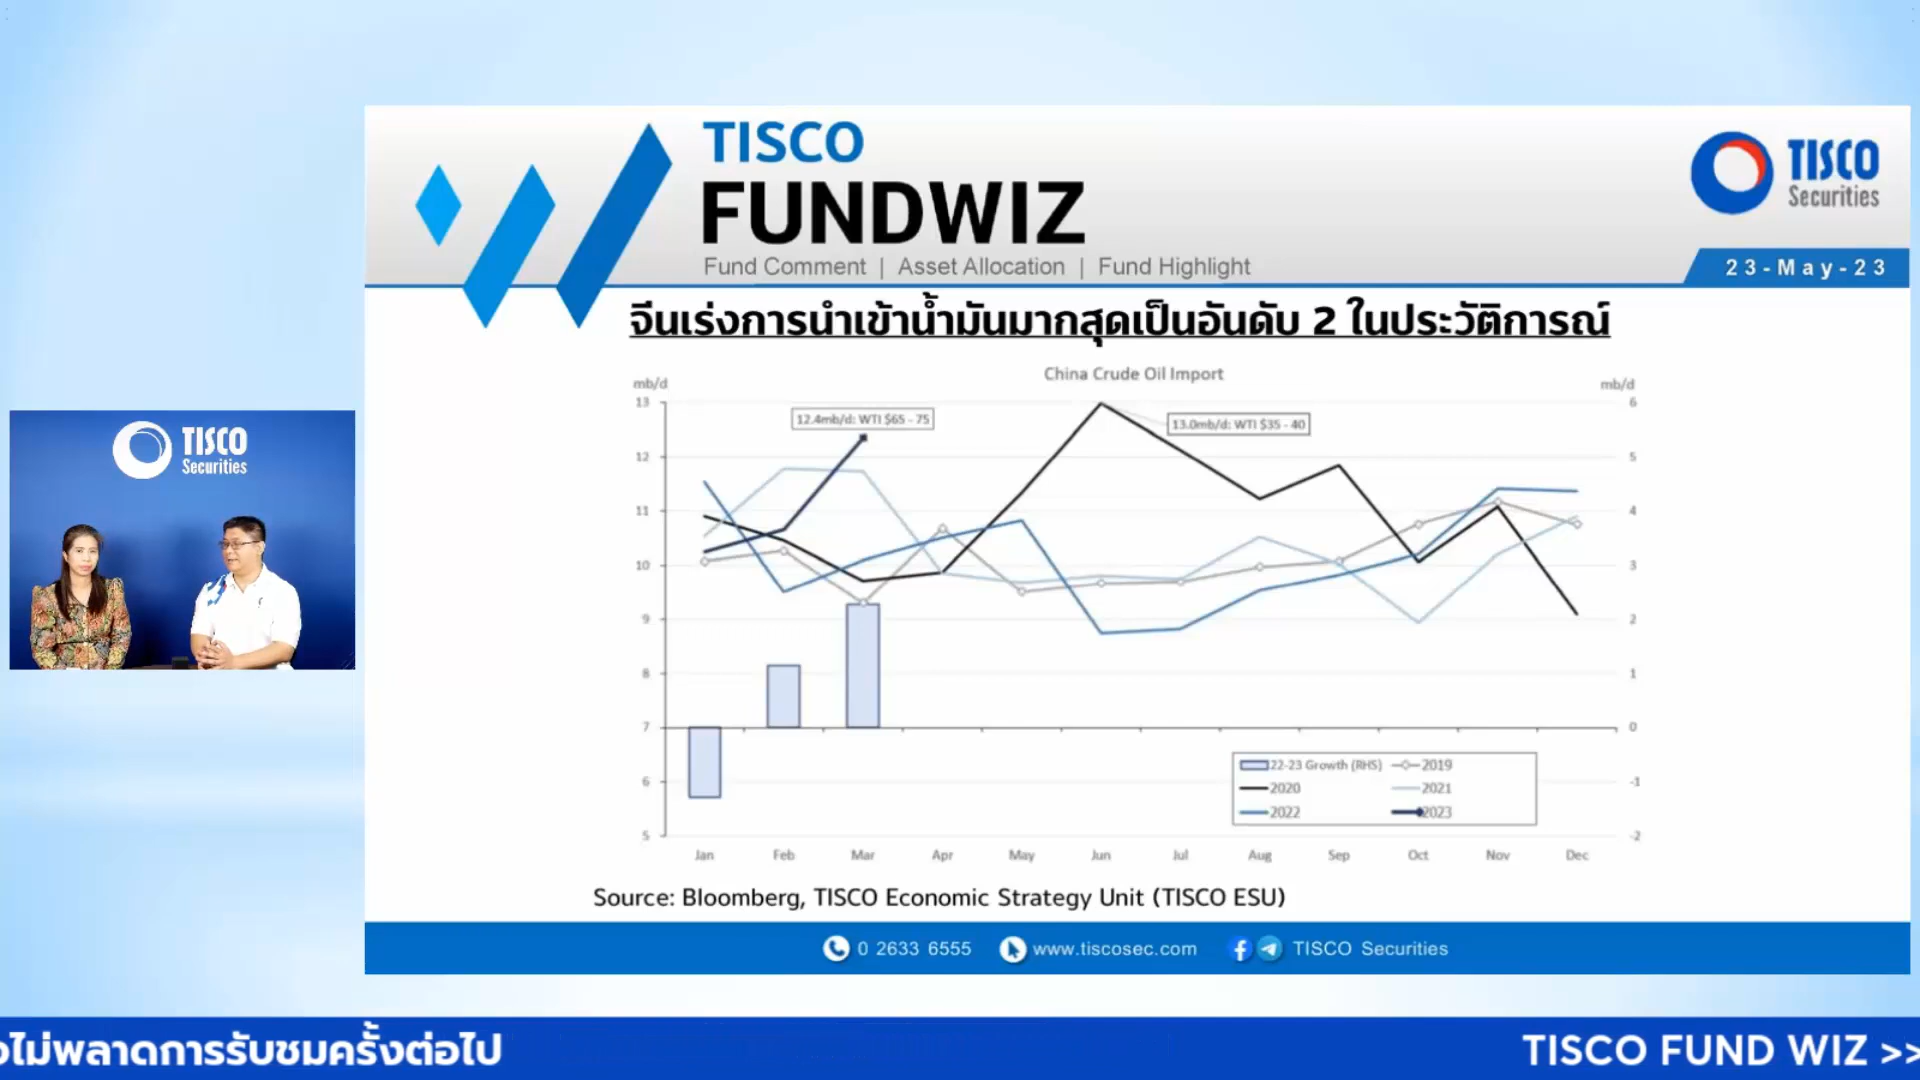 TISCO
FUNDWIZ
Fund Comment | Asset Allocation | Fund Highlight
TISCO
Securities
23-May-23
จีนเร่งการนำเข้าน้ำมันมากสุดเป็นอันดับ 2 ในประวัติการณ์
China Crude Oil Import
mb/d
mb/d
13
12
11
10
9
8
7
6
5
6
5
4
3
2
1
0
-1
-2
12.4mb/d: WTI $65 - 75
13.0mb/d: WTI $35 - 40
22-23 Growth (RHS)
2019
2020
2021
2022
2023
Jan Feb Mar Apr May Jun Jul Aug Sep Oct Nov Dec
Source: Bloomberg, TISCO Economic Strategy Unit (TISCO ESU)
0 2633 6555
www.tiscosec.com
TISCO Securities
TISCO
Securities
ไม่พลาดการรับชมครั้งต่อไป
TISCO FUND WIZ >>